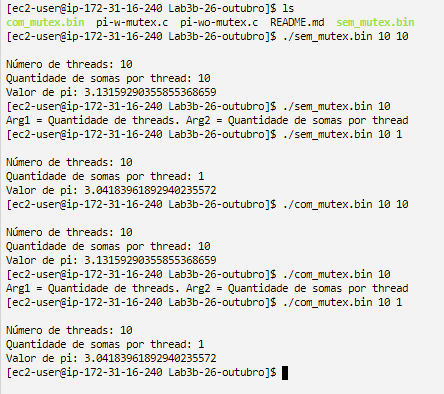 [ec2-user@ip-172-31-16-240 Lab3b-26-outubro]$ ls
com_mutex.bin pi-w-mutex.c pi-wo-mutex.c README.md sem_mutex.bin
[ec2-user@ip-172-31-16-240 Lab3b-26-outubro]$ ./sem_mutex.bin 10 10
Número de threads: 10
Quantidade de somas por thread: 10
Valor de pi: 3.13159290355855368659
[ec2-user@ip-172-31-16-240 Lab3b-26-outubro]$ ./sem_mutex.bin 10
Arg1 = Quantidade de threads. Arg2 = Quantidade de somas por thread
[ec2-user@ip-172-31-16-240 Lab3b-26-outubro]$ ./sem_mutex.bin 10 1
Número de threads: 10
Quantidade de somas por thread: 1
Valor de pi: 3.04183961892940235572
[ec2-user@ip-172-31-16-240 Lab3b-26-outubro]$ ./com_mutex.bin 10 10
Número de threads: 10
Quantidade de somas por thread: 10
Valor de pi: 3.13159290355855368659
[ec2-user@ip-172-31-16-240 Lab3b-26-outubro]$ ./com_mutex.bin 10
Arg1 = Quantidade de threads. Arg2 = Quantidade de somas por thread
[ec2-user@ip-172-31-16-240 Lab3b-26-outubro]$ ./com_mutex.bin 10 1
Número de threads: 10
Quantidade de somas por thread: 1
Valor de pi: 3.04183961892940235572
[ec2-user@ip-172-31-16-240 Lab3b-26-outubro]$